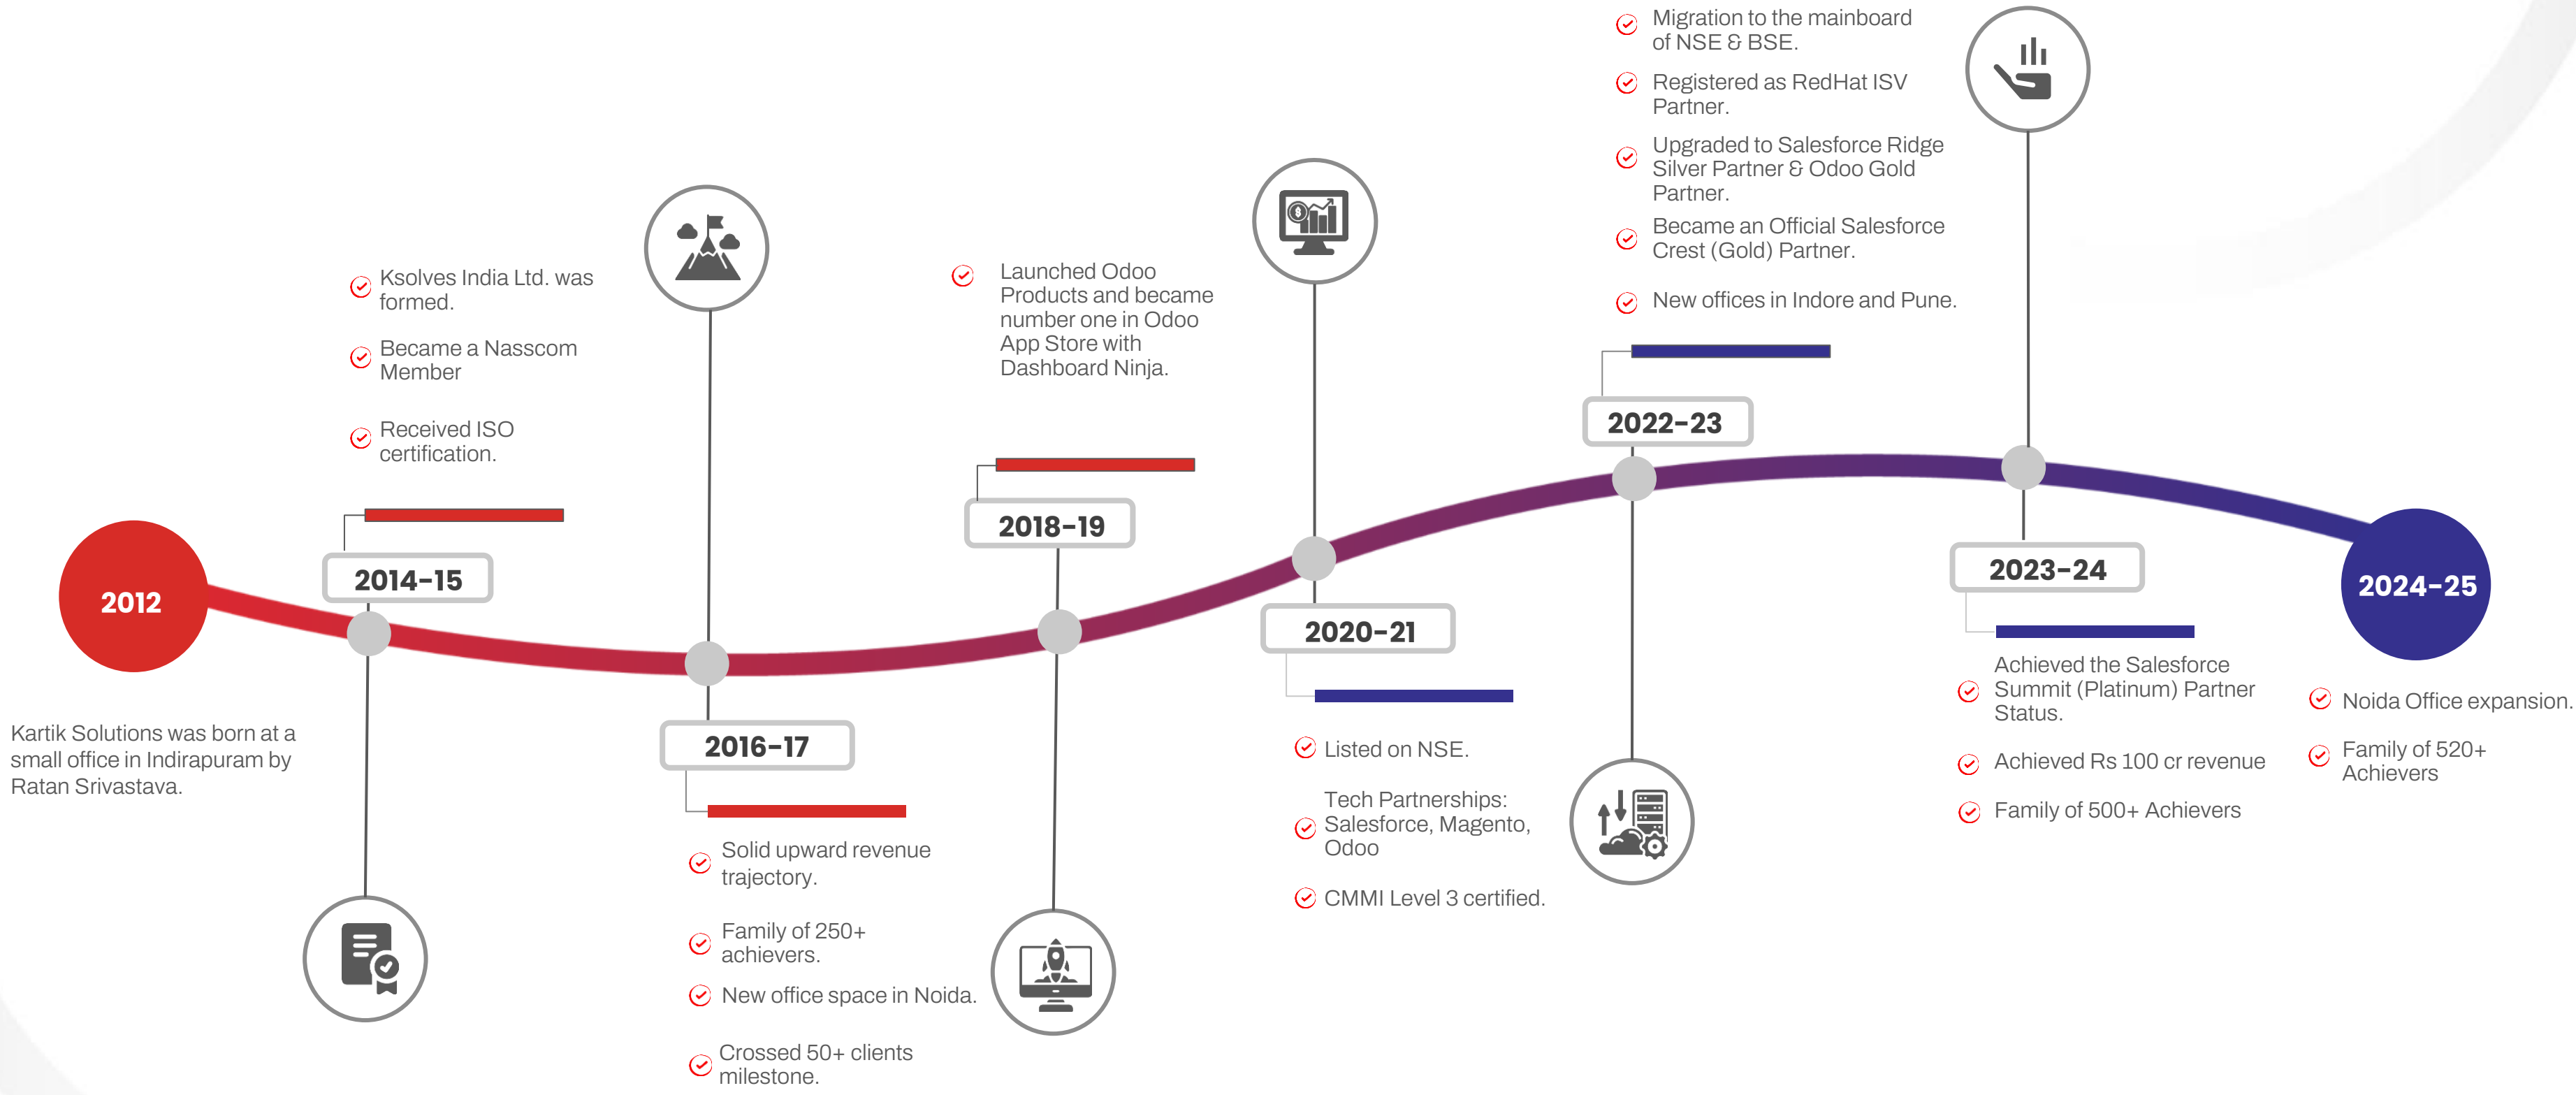 2012
Kartik Solutions was born at a
small office in Indirapuram by
Ratan Srivastava.
Ksolves India Ltd. was
formed.
Became a Nasscom
Member
Received ISO
certification.
2014-15
2016-17
Solid upward revenue
trajectory.
Family of 250+
achievers.
New office space in Noida.
Crossed 50+ clients
milestone.
Launched Odoo
Products and became
number one in Odoo
App Store with
Dashboard Ninja.
2018-19
2020-21
Listed on NSE.
Tech Partnerships:
Salesforce, Magento,
Odoo
CMMI Level 3 certified.
Migration to the mainboard
of NSE & BSE.
Registered as RedHat ISV
Partner.
Upgraded to Salesforce Ridge
Silver Partner & Odoo Gold
Partner.
Became an Official Salesforce
Crest (Gold) Partner.
New offices in Indore and Pune.
2022-23
2023-24
Achieved the Salesforce
Summit (Platinum) Partner
Status.
Achieved Rs 100 cr revenue
Family of 500+ Achievers
2024-25
Noida Office expansion.
Family of 520+
Achievers